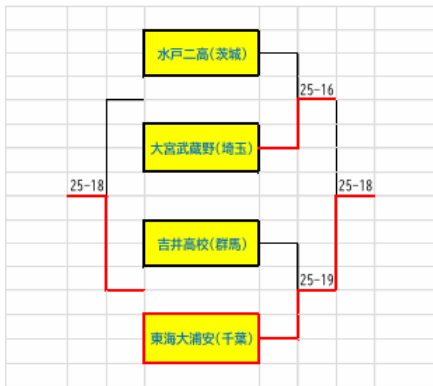 水戸二高(茨城)
25-16
大宮武蔵野(埼玉)
25-18
25-18
吉井高校(群馬)
25-19
東海大浦安(千葉)